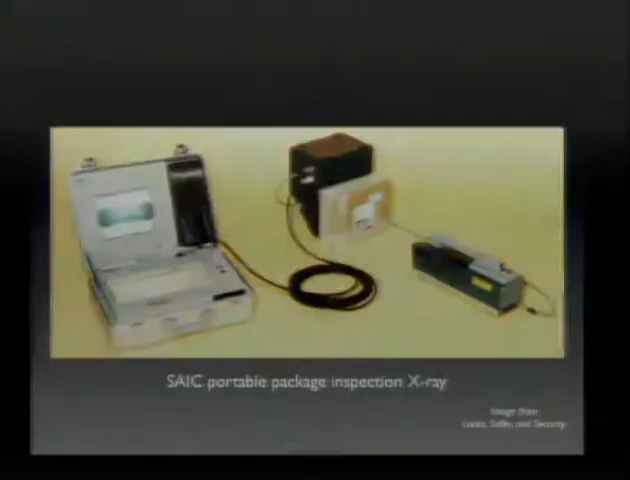 SAIC portable package inspection X-ray
Image from:
Locks, Safes, and Security